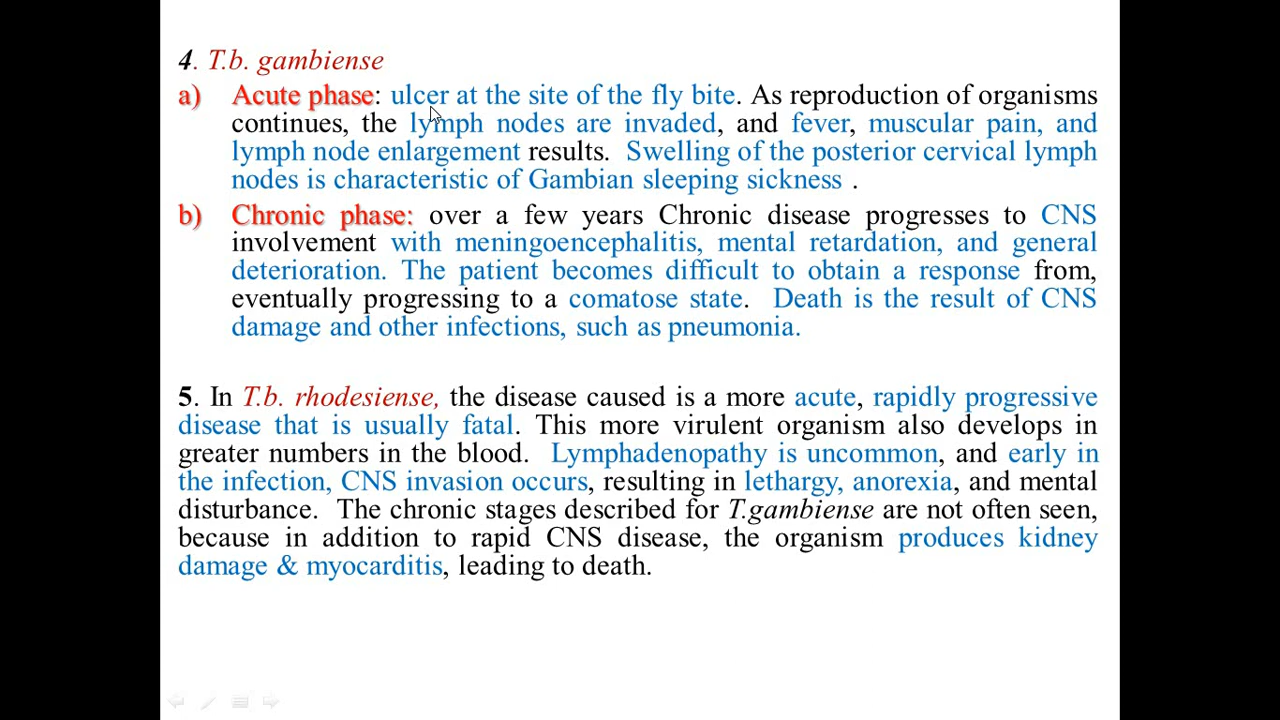 4. T.b. gambiense
a) Acute phase: ulcer at the site of the fly bite. As reproduction of organisms
continues, the lymph nodes are invaded, and fever, muscular pain, and
lymph node enlargement results. Swelling of the posterior cervical lymph
nodes is characteristic of Gambian sleeping sickness .
b) Chronic phase: over a few years Chronic disease progresses to CNS
involvement with meningoencephalitis, mental retardation, and general
deterioration. The patient becomes difficult to obtain a response from,
eventually progressing to a comatose state. Death is the result of CNS
damage and other infections, such as pneumonia.
5. In T.b. rhodesiense, the disease caused is a more acute, rapidly progressive
disease that is usually fatal. This more virulent organism also develops in
greater numbers in the blood. Lymphadenopathy is uncommon, and early in
the infection, CNS invasion occurs, resulting in lethargy, anorexia, and mental
disturbance. The chronic stages described for T.gambiense are not often seen,
because in addition to rapid CNS disease, the organism produces kidney
damage & myocarditis, leading to death.